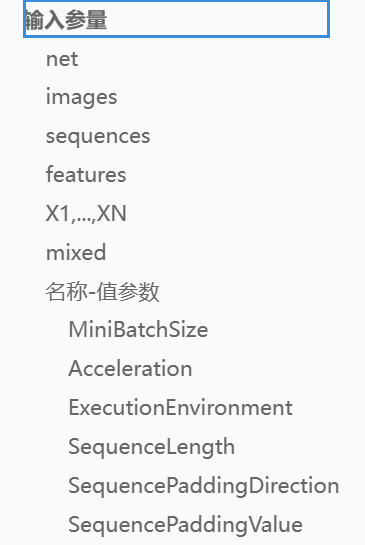 输入参量
net
images
sequences
features
X1,...,XN
mixed
名称-值参数
MiniBatchSize
Acceleration
ExecutionEnvironment
SequenceLength
SequencePaddingDirection
SequencePaddingValue